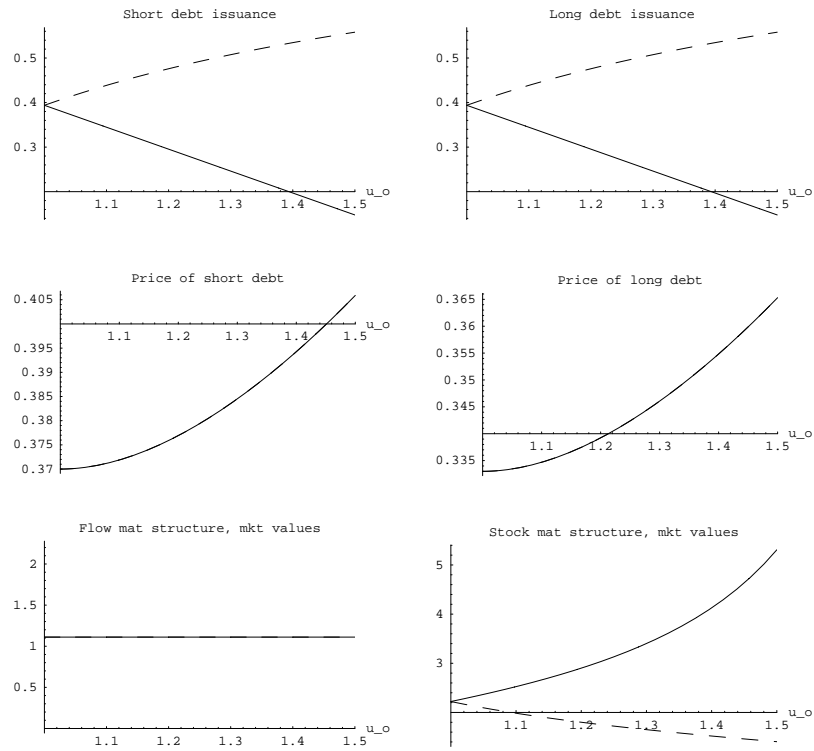 Short debt issuance
0.5
0.4
0.3
1.1 1.2 1.3 1.4 1.5
u_o
Long debt issuance
0.5
0.4
0.3
1.1 1.2 1.3 1.4 1.5
u_o
Price of short debt
0.405
0.395
0.39
0.385
0.38
0.375
0.37
1.1 1.2 1.3 1.4 1.5
u_o
Price of long debt
0.365
0.36
0.355
0.35
0.345
0.335
1.1 1.2 1.3 1.4 1.5
u_o
Flow mat structure, mkt values
2
1.5
1
0.5
1.1 1.2 1.3 1.4 1.5
u_o
Stock mat structure, mkt values
5
4
3
1.1 1.2 1.3 1.4 1.5
u_o